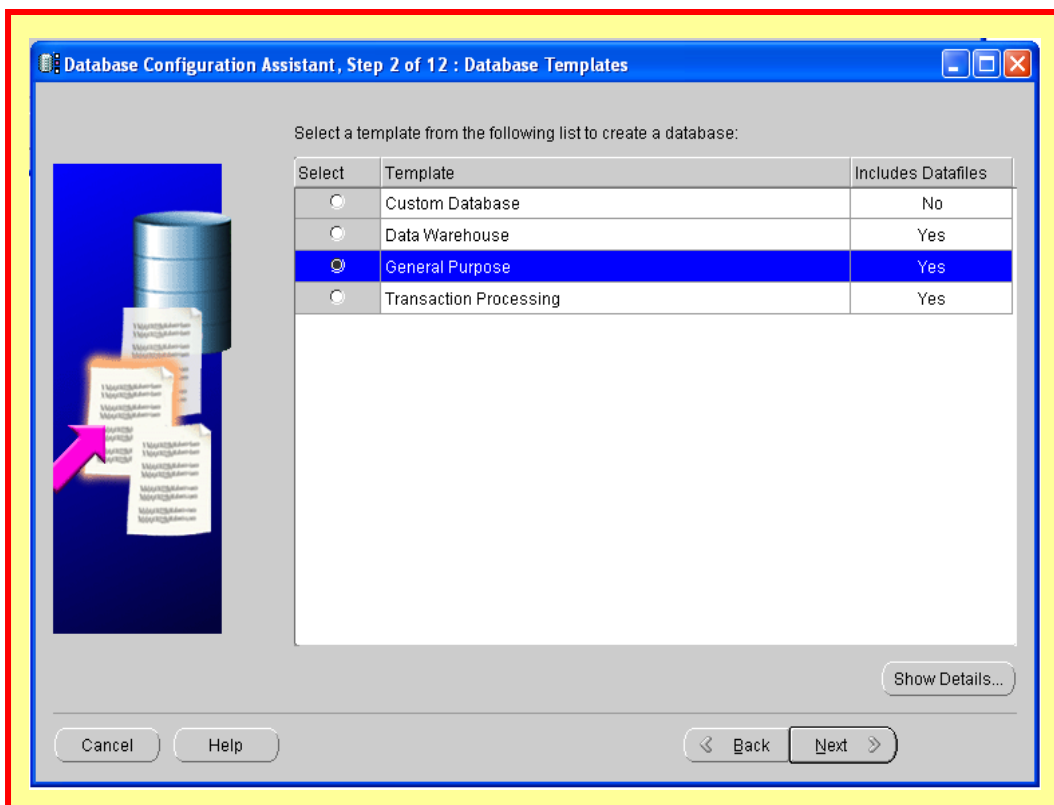 Database Configuration Assistant, Step 2 of 12 : Database Templates
Select a template from the following list to create a database:
Select Template Includes Datafiles
Custom Database No
Data Warehouse Yes
General Purpose Yes
Transaction Processing Yes
Show Details...
Cancel Help Back Next